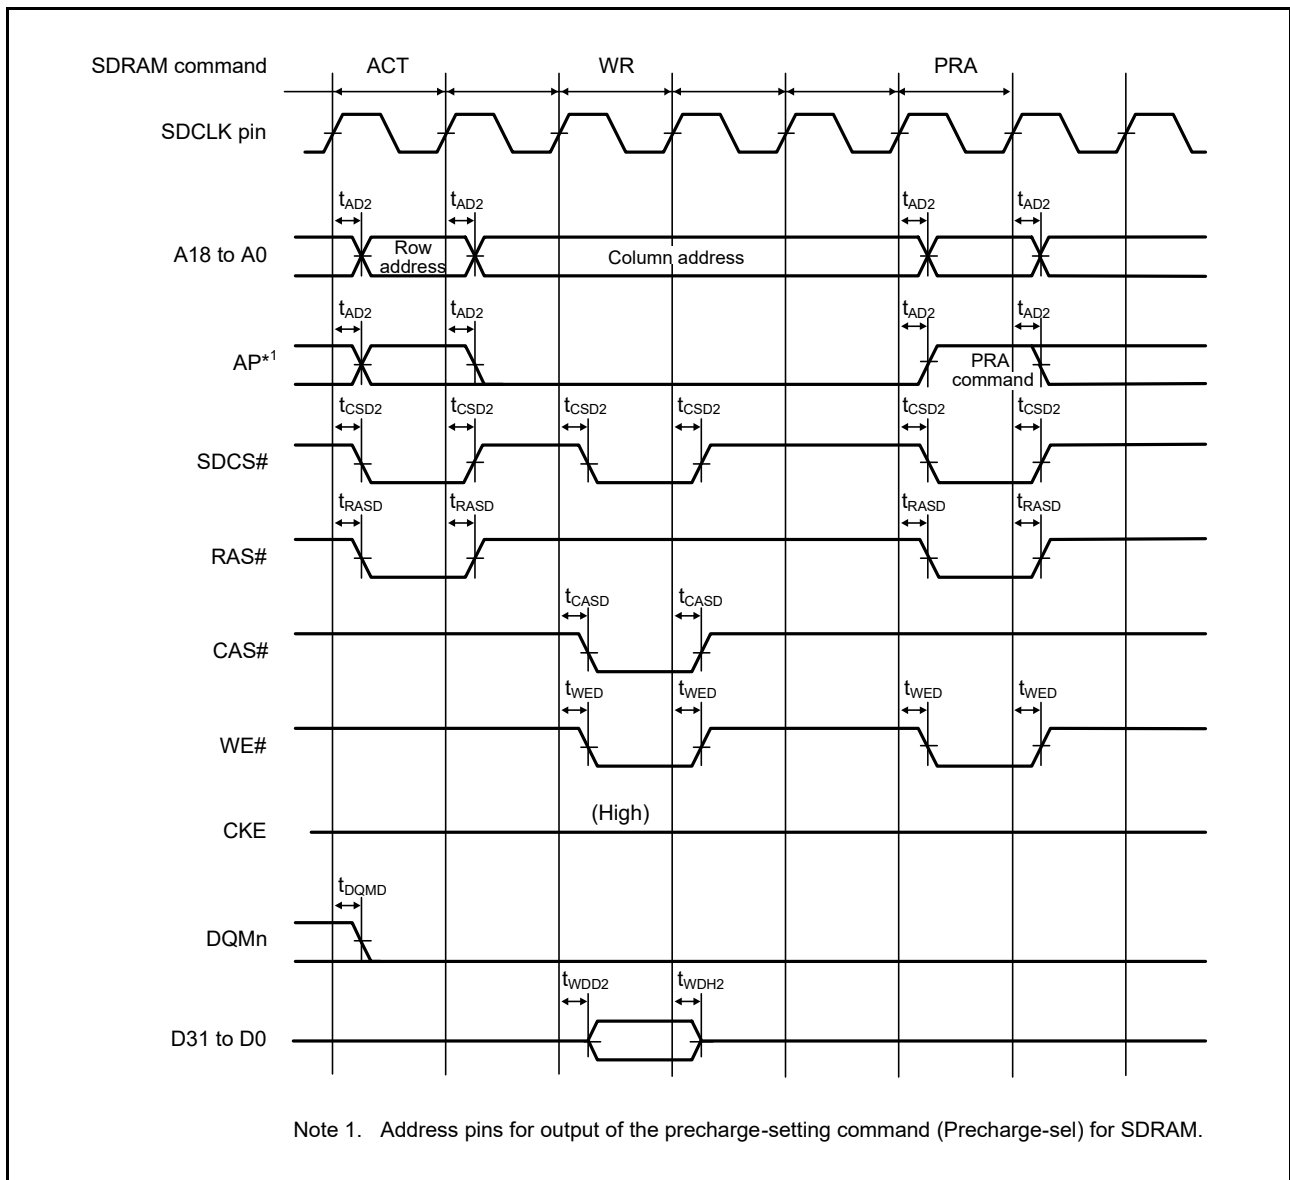 SDRAM command ACT WR PRA
SDCLK pin
tAD2 tAD2 tAD2 tAD2
A18 to A0 Row address Column address
tAD2 tAD2 tAD2 tAD2
AP*1 PRA command
tCSD2 tCSD2 tCSD2 tCSD2 tCSD2 tCSD2
SDCS#
tRASD tRASD tRASD tRASD
RAS#
tCASD tCASD
CAS#
tWED tWED tWED tWED
WE#
(High)
CKE
tDQMD
DQMn
tWDD2 tWDH2
D31 to D0
Note 1. Address pins for output of the precharge-setting command (Precharge-sel) for SDRAM.